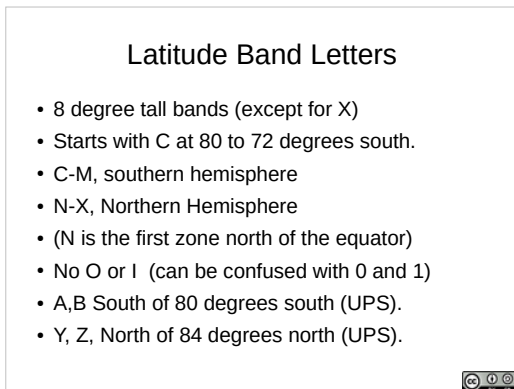 Latitude Band Letters
• 8 degree tall bands (except for X)
• Starts with C at 80 to 72 degrees south.
• C-M, southern hemisphere
• N-X, Northern Hemisphere
• (N is the first zone north of the equator)
• No O or I  (can be confused with 0 and 1)
• A,B South of 80 degrees south (UPS).
• Y, Z, North of 84 degrees north (UPS).
cc